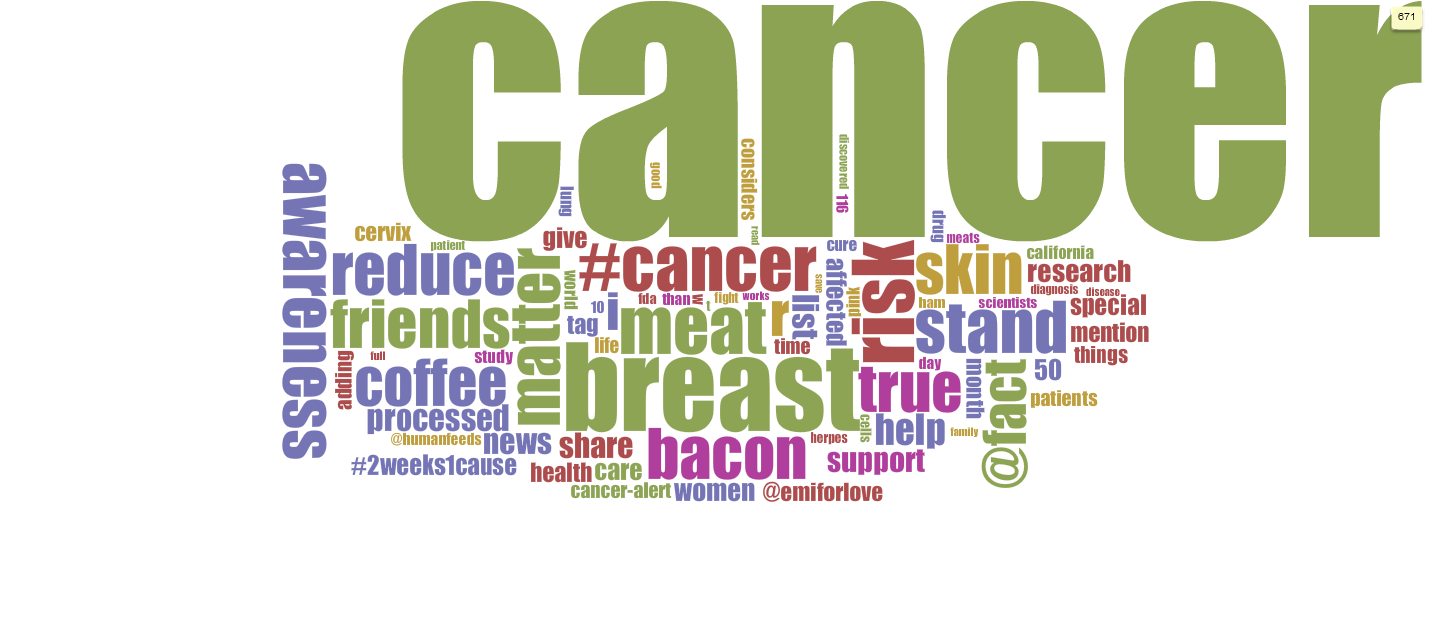 cancer
671
good
considers
discovered
116
lung
read
drug
awareness
cervix
patient
give
#cancer
cure
meats
california
reduce
matter
world
affected
risk
skin
research
save
drink
diagnosis
disease
10
i
fda
than
w
t
fight
works
list
ham
scientists
special
friends
tag
meat
r
stand
mention
life
time
things
adding
full
study
breast
day
50
coffee
true
month
@fact
patients
processed
cells
help
family
@humanfeeds
news
share
bacon
herpes
support
#2weeks1cause
health
care
cancer-alert
women
@emiforlove